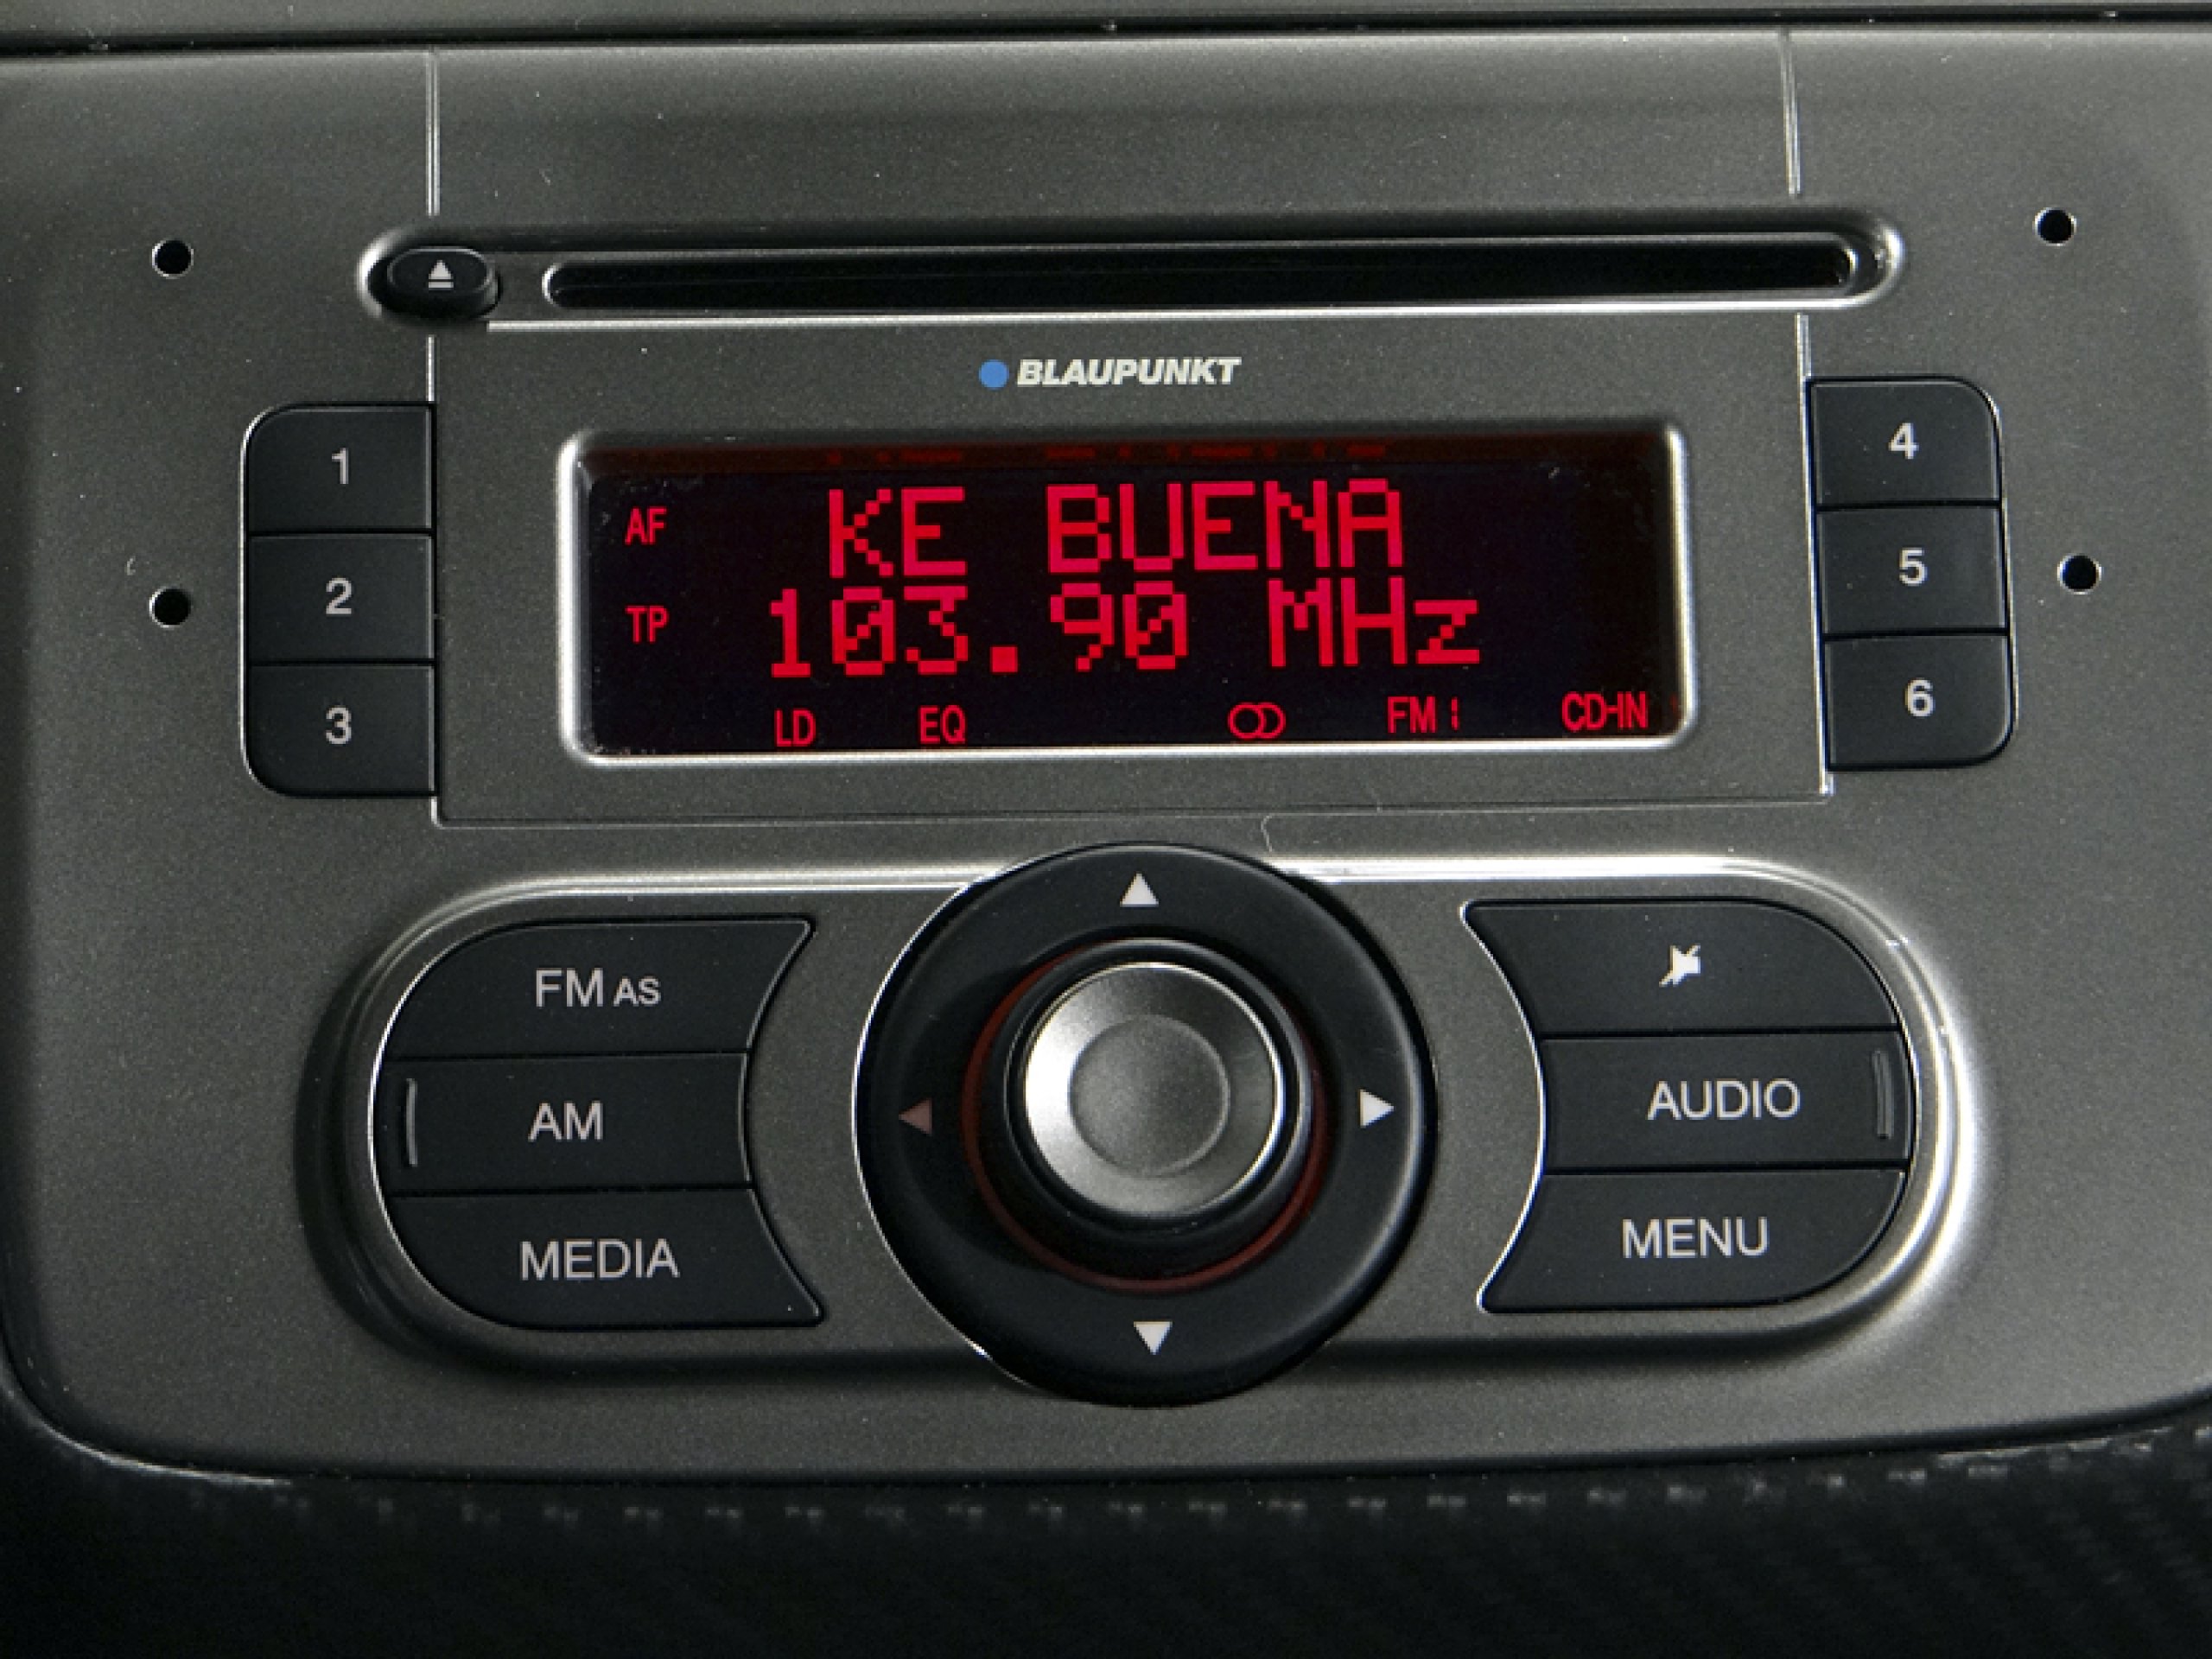 BLAUPUNKT
1
4
AF KE BUENA
2
5
TP 103.90 MHz
3
6
LD EQ FM 1 CD-IN
FM AS
AM
AUDIO
MEDIA
MENU